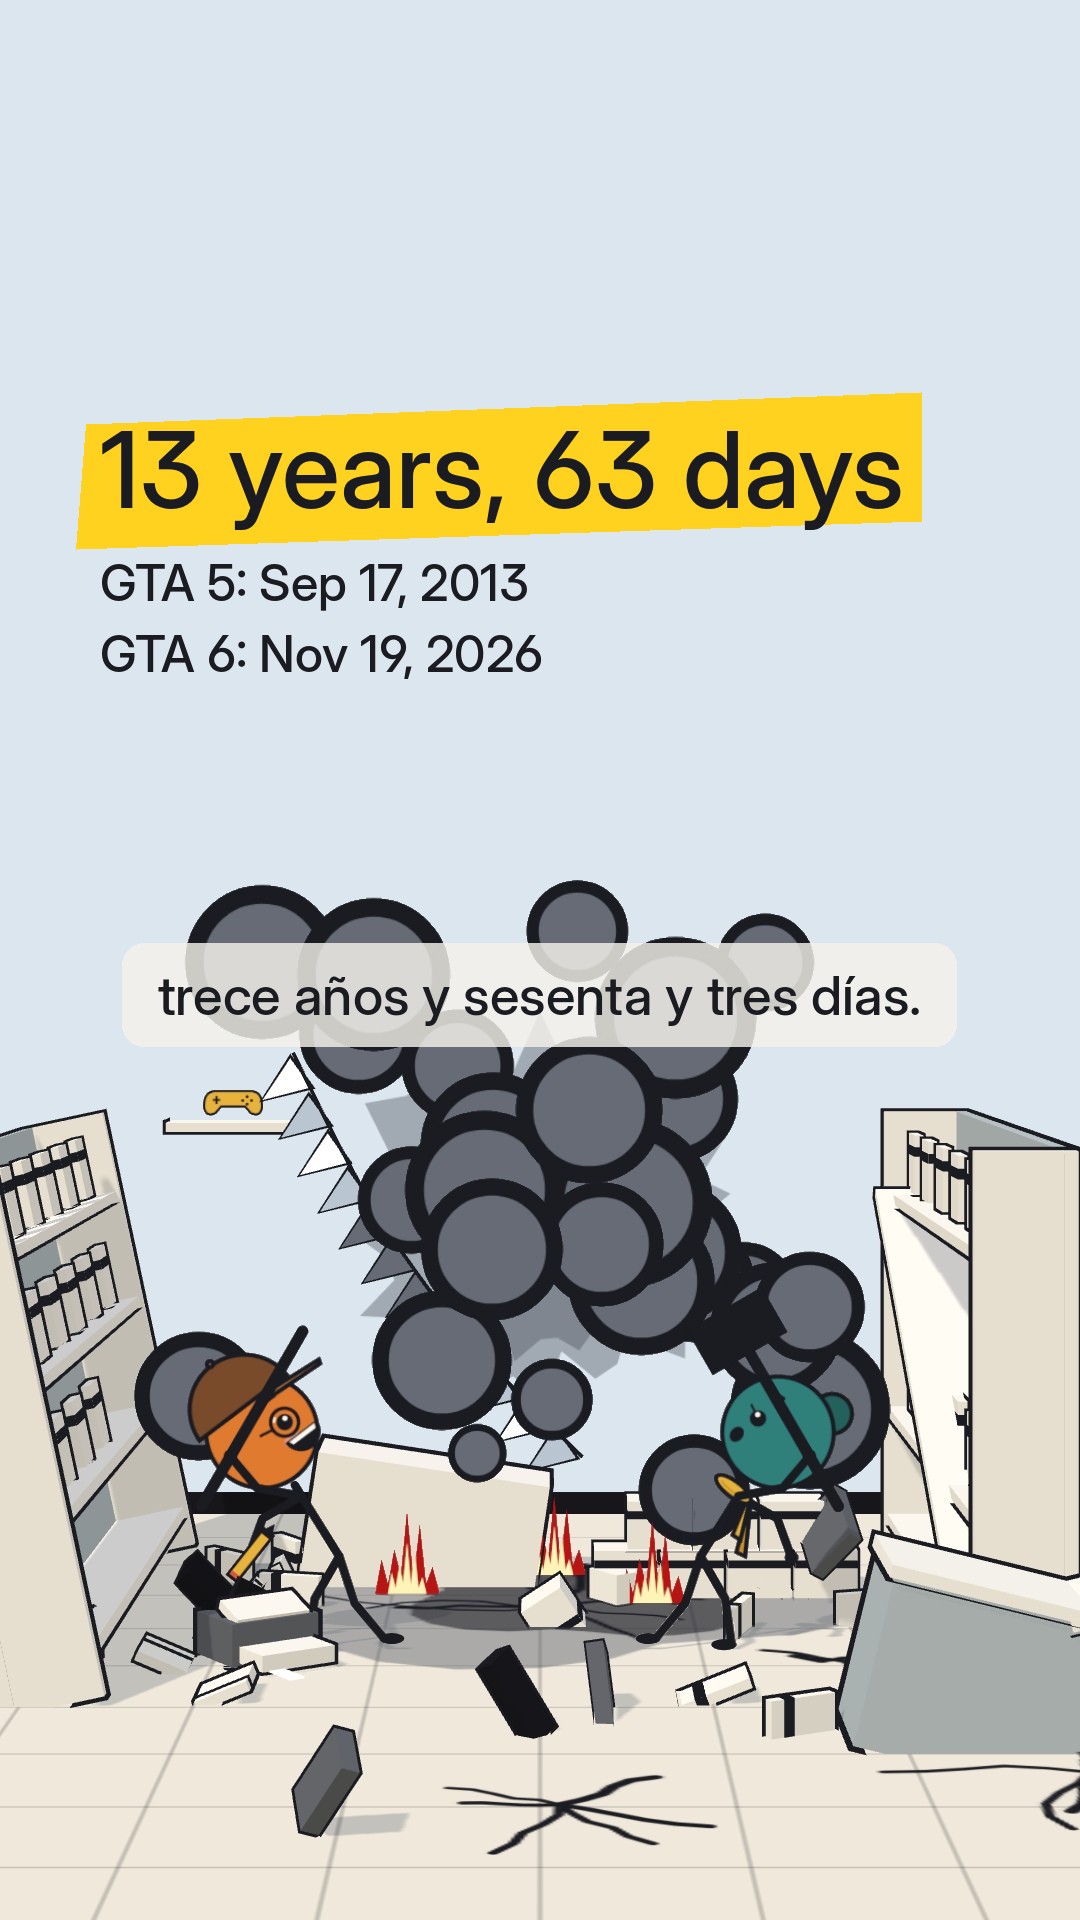 13 years, 63 days
GTA 5: Sep 17, 2013
GTA 6: Nov 19, 2026
trece años y sesenta y tres días.